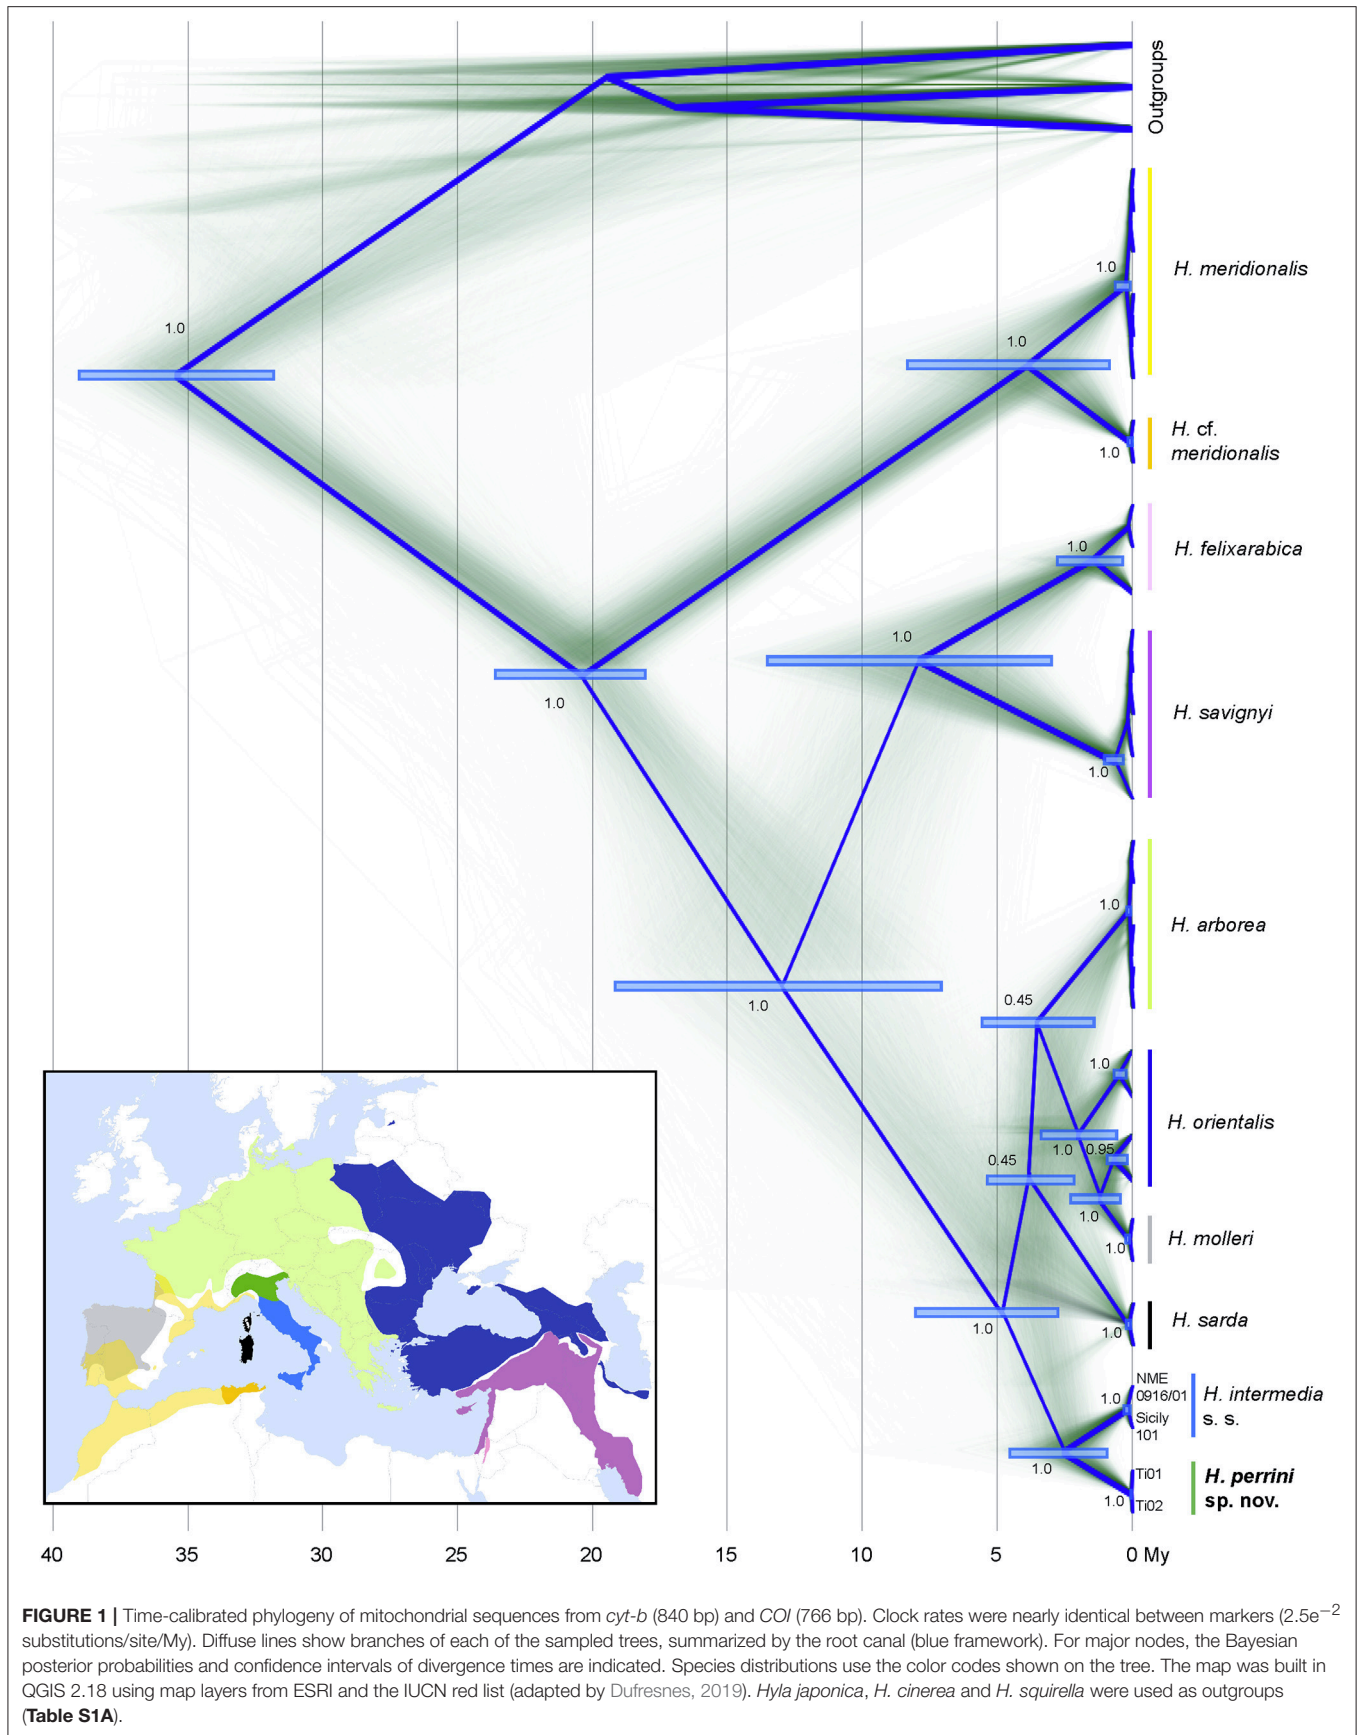 Outgroups
1.0
H. meridionalis
1.0
1.0
H. cf.
meridionalis
1.0
1.0
H. felixarabica
1.0
1.0
H. savignyi
1.0
1.0
H. arborea
1.0
0.45
1.0
H. orientalis
1.0
0.95
0.45
1.0
H. molleri
1.0
H. sarda
1.0
1.0
NME
0916/01
1.0
Sicily
101
H. intermedia
s. s.
1.0
Ti01
1.0
Ti02
H. perrini
sp. nov.
40 35 30 25 20 15 10 5 0 My
FIGURE 1 | Time-calibrated phylogeny of mitochondrial sequences from cyt-b (840 bp) and COI (766 bp). Clock rates were nearly identical between markers (2.5e−2
substitutions/site/My). Diffuse lines show branches of each of the sampled trees, summarized by the root canal (blue framework). For major nodes, the Bayesian
posterior probabilities and confidence intervals of divergence times are indicated. Species distributions use the color codes shown on the tree. The map was built in
QGIS 2.18 using map layers from ESRI and the IUCN red list (adapted by Dufresnes, 2019). Hyla japonica, H. cinerea and H. squirella were used as outgroups
(Table S1A).